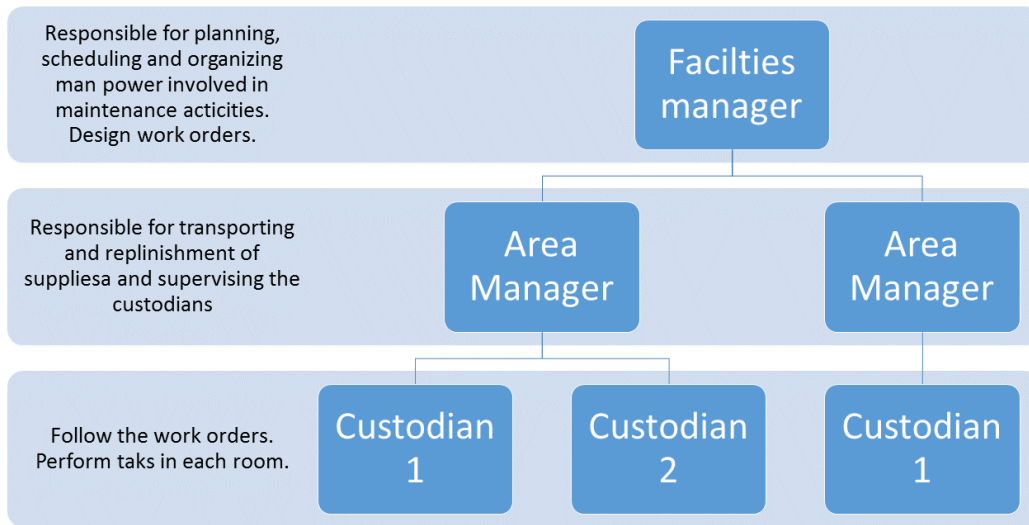 Responsible for planning,
scheduling and organizing
man power involved in
maintenance acticities.
Design work orders.
Facilties
manager
Responsible for transporting
and replinishment of
suppliesa and supervising the
custodians
Area
Manager
Area
Manager
Follow the work orders.
Perform taks in each room.
Custodian
1
Custodian
2
Custodian
1